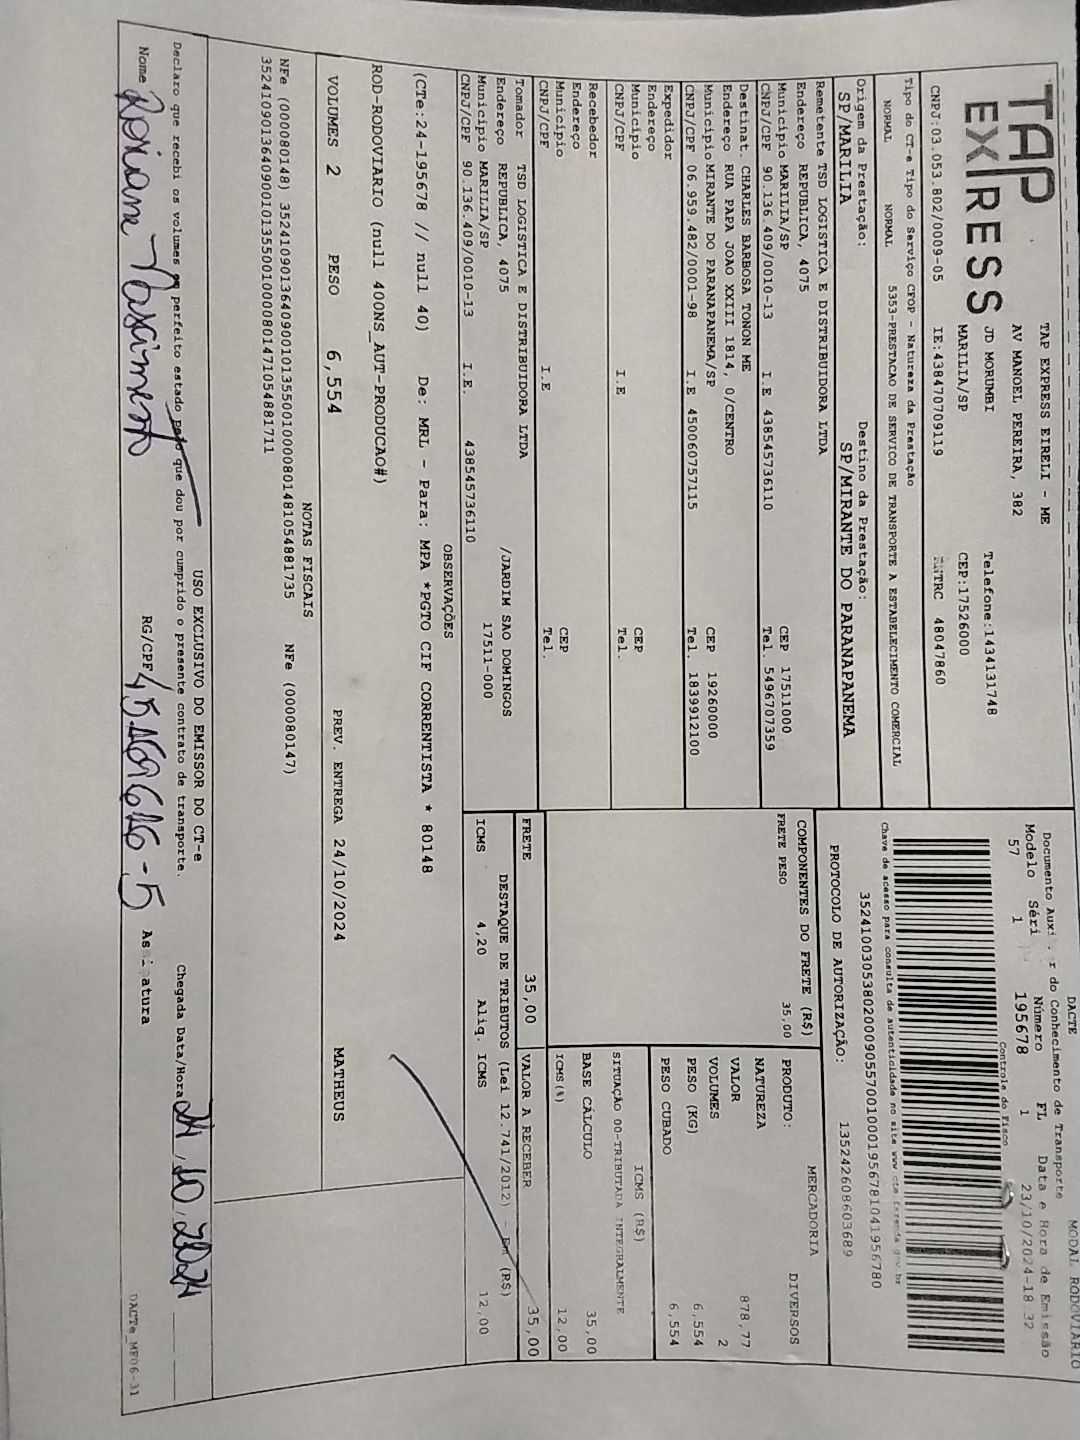 TAP EXPRESS
TAP EXPRESS EIRELI - ME
AV MANOEL PEREIRA, 382
JD MORUMBI Telefone:1434131748
MARILIA/SP CEP:17526000
CNPJ:03.053.802/0009-05 IE:438470709119 RNTRC 48047860
DACTE MODAL RODOVIARIO
do Conhecimento de Transporte
Documento
Modelo Séri Número FL Data e Hora de Emissão
57 1 195678 1 23/10/2024-18:32
Controle do Fisco
Chave de acesso para consulta de autenticidade no site www cte fazenda gov.br
35241003053802000905570010001956781041956780
PROTOCOLO DE AUTORIZAÇÃO: 135242608603689
Tipo do CT-e Tipo do Serviço CFOP - Natureza da Prestação
NORMAL NORMAL 5353-PRESTACAO DE SERVICO DE TRANSPORTE A ESTABELECIMENTO COMERCIAL
Origem da Prestação: Destino da Prestação:
SP/MARILIA SP/MIRANTE DO PARANAPANEMA
Remetente TSD LOGISTICA E DISTRIBUIDORA LTDA
Endereço REPUBLICA, 4075
Município MARILIA/SP CEP 17511000
CNPJ/CPF 90.136.409/0010-13 I.E 438545736110 Tel. 5496707359
Destinat. CHARLES BARBOSA TONON ME
Endereço RUA PAPA JOAO XXIII 1814, 0/CENTRO
Município MIRANTE DO PARANAPANEMA/SP CEP 19260000
CNPJ/CPF 06.959.482/0001-98 I.E 450060757115 Tel. 1839912100
Expedidor
Endereço
Município CEP
CNPJ/CPF I.E Tel.
Recebedor
Endereço
Município CEP
CNPJ/CPF I.E Tel.
Tomador TSD LOGISTICA E DISTRIBUIDORA LTDA
Endereço REPUBLICA, 4075 /JARDIM SAO DOMINGOS
Município MARILIA/SP 17511-000
CNPJ/CPF 90.136.409/0010-13 I.E. 438545736110
COMPONENTES DO FRETE (R$)
FRETE PESO 35,00
FRETE 35,00
PRODUTO: MERCADORIA
NATUREZA DIVERSOS
VALOR 878,77
VOLUMES 2
PESO (KG) 6,554
PESO CUBADO 6,554
ICMS (R$)
SITUAÇÃO 00-TRIBUTADA INTEGRALMENTE
BASE CÁLCULO 35,00
ICMS(%) 12,00
VALOR A RECEBER 35,00
DESTAQUE DE TRIBUTOS (Lei 12.741/2012) - Em (R$)
ICMS 4,20 Aliq. ICMS 12,00
OBSERVAÇÕES
(CTe:24-195678 // null 40) De: MRL - Para: MPA *PGTO CIF CORRENTISTA * 80148
ROD-RODOVIARIO (null 400NS_AUT-PRODUCAO#)
VOLUMES 2 PESO 6,554 PREV. ENTREGA 24/10/2024 MATHEUS
NOTAS FISCAIS
NFe (000080148) 35241090136409001013550010000801481054881735 NFe (000080147)
35241090136409001013550010000801471054881711
USO EXCLUSIVO DO EMISSOR DO CT-e
Declaro que recebi os volumes em perfeito estado pelo que dou por cumprido o presente contrato de transporte. Chegada Data/Hora 24, 10, 2024
Nome Nascimento RG/CPF Assinatura
DACTe_MF06-31